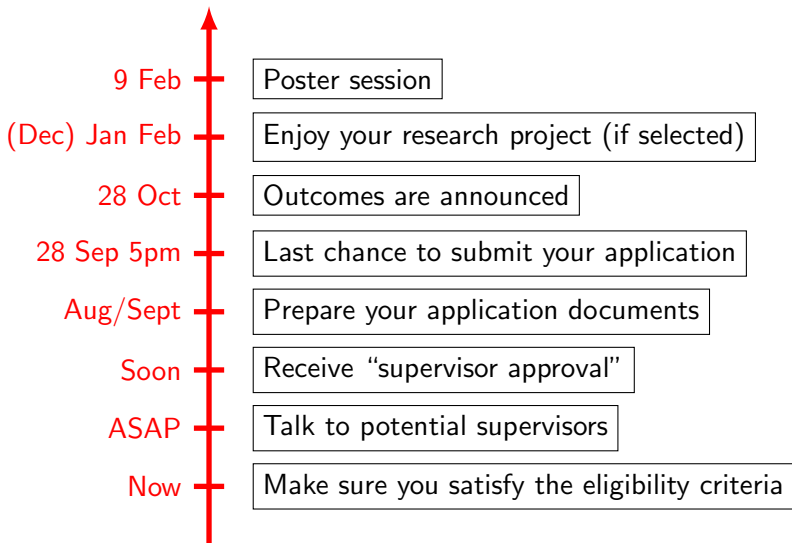 9 Feb Poster session
(Dec) Jan Feb Enjoy your research project (if selected)
28 Oct Outcomes are announced
28 Sep 5pm Last chance to submit your application
Aug/Sept Prepare your application documents
Soon Receive “supervisor approval”
ASAP Talk to potential supervisors
Now Make sure you satisfy the eligibility criteria